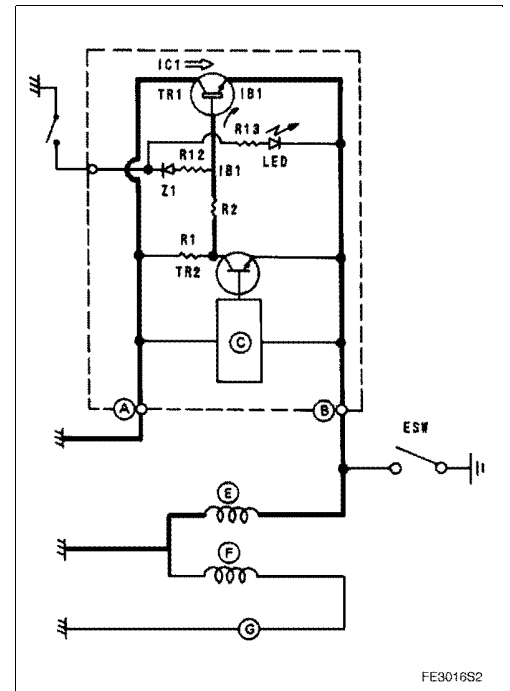 IC1
TR1 IB1
R13
LED
R12
IB1
Z1
R2
R1
TR2
C
A B
ESW
E
F
G
FE3016S2